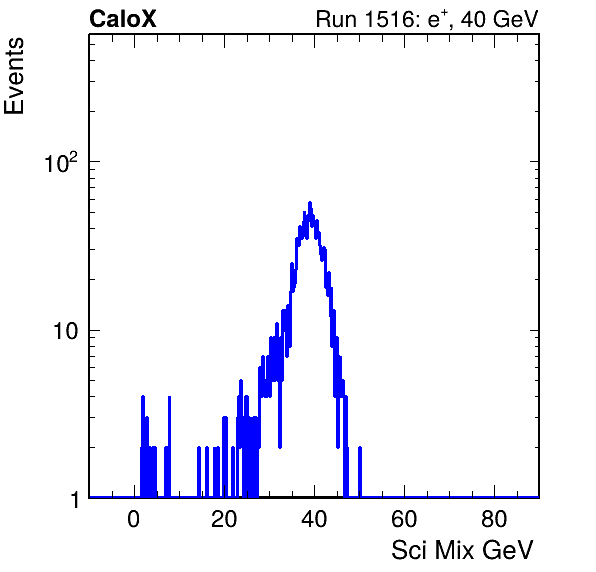 CaloX Run 1516: e⁺, 40 GeV
Events
10²
10
1
0 20 40 60 80
Sci Mix GeV